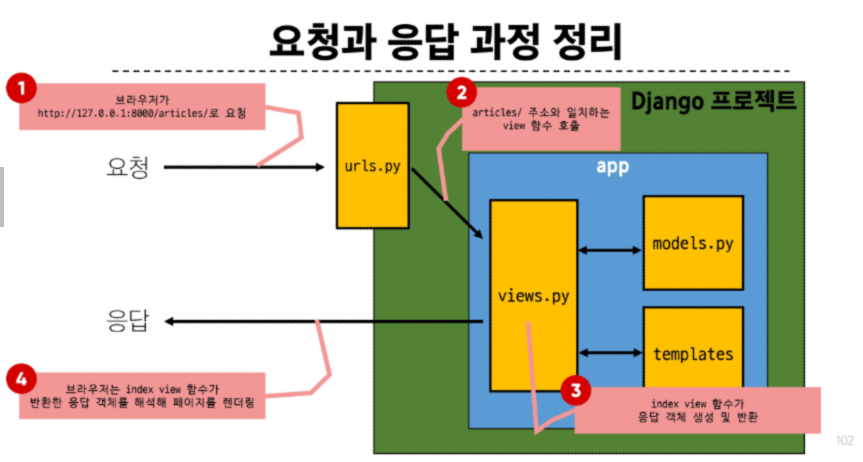 요청과 응답 과정 정리
1
브라우저가
http://127.0.0.1:8000/articles/로 요청
2
articles/ 주소와 일치하는
view 함수 호출
Django 프로젝트
요청
urls.py
app
views.py
models.py
templates
응답
4
브라우저는 index view 함수가
반환한 응답 객체를 해석해 페이지를 렌더링
3
index view 함수가
응답 객체 생성 및 반환
102